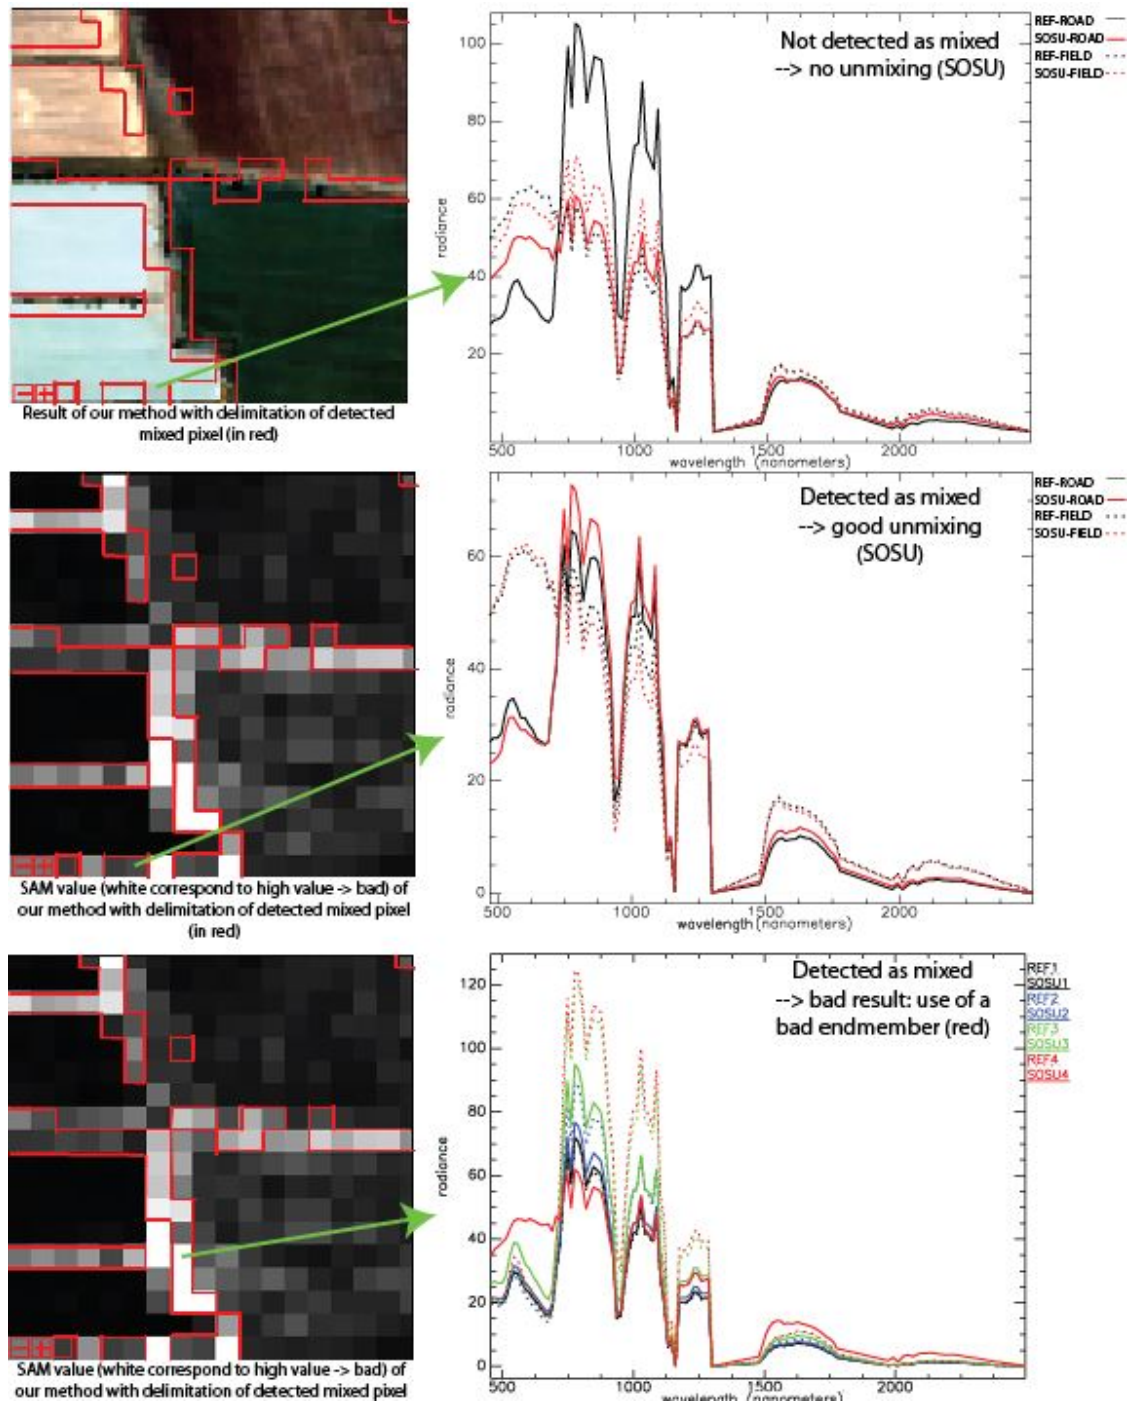 Not detected as mixed
--> no unmixing (SOSU)
REF-ROAD
SOSU-ROAD
REF-FIELD
SOSU-FIELD
100
80
60
40
20
radiance
500
1000
1500
2000
wavelength (nanometers)
Result of our method with delimitation of detected
mixed pixel (in red)
Detected as mixed
--> good unmixing
(SOSU)
REF-ROAD
SOSU-ROAD
REF-FIELD
SOSU-FIELD
60
40
20
0
radiance
500
1000
1500
2000
wavelength (nanometers)
SAM value (white correspond to high value -> bad) of
our method with delimitation of detected mixed pixel
(in red)
Detected as mixed
--> bad result: use of a
bad endmember (red)
REF1
SOSU1
REF2
SOSU2
REF3
SOSU3
REF4
SOSU4
120
100
80
60
40
20
0
radiance
500
1000
1500
2000
wavelength (nanometers)
SAM value (white correspond to high value -> bad) of
our method with delimitation of detected mixed pixel